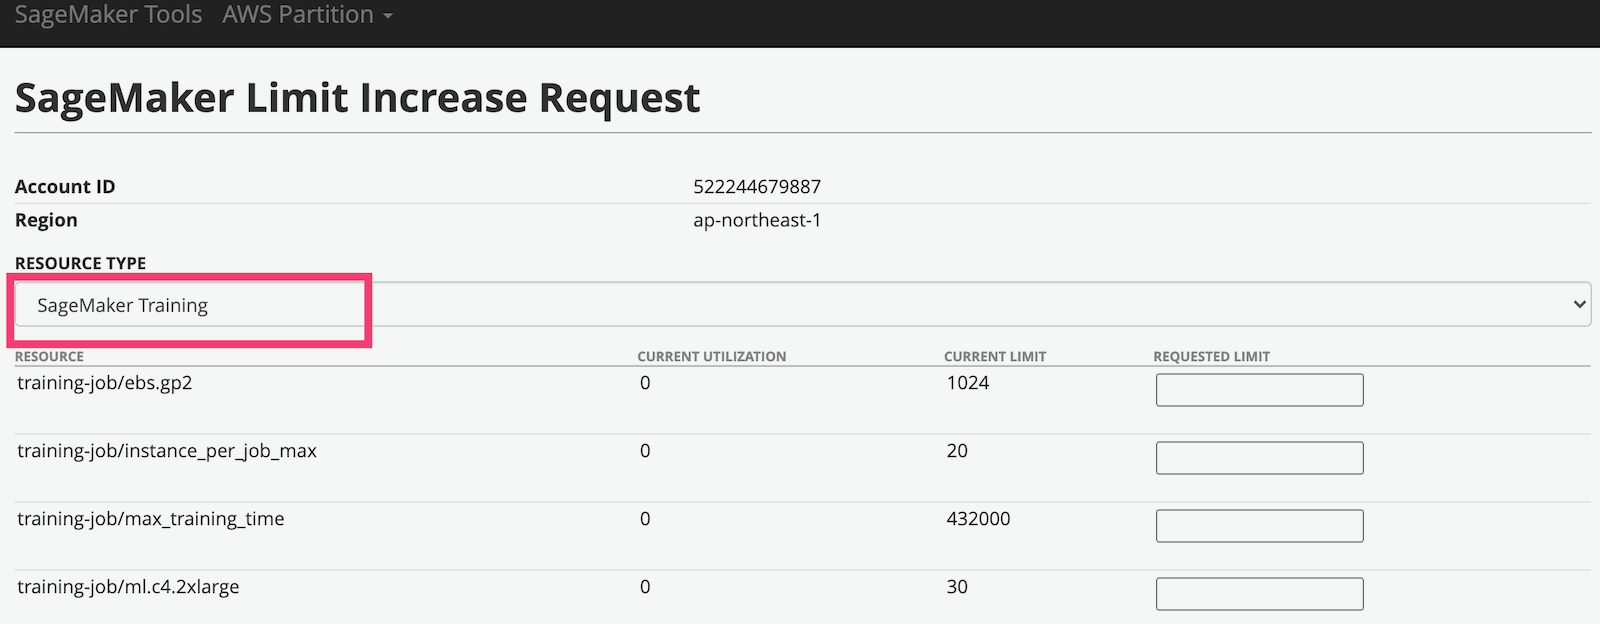 SageMaker Tools AWS Partition
SageMaker Limit Increase Request
Account ID 522244679887
Region ap-northeast-1
RESOURCE TYPE
SageMaker Training
RESOURCE CURRENT UTILIZATION CURRENT LIMIT REQUESTED LIMIT
training-job/ebs.gp2 0 1024
training-job/instance_per_job_max 0 20
training-job/max_training_time 0 432000
training-job/ml.c4.2xlarge 0 30